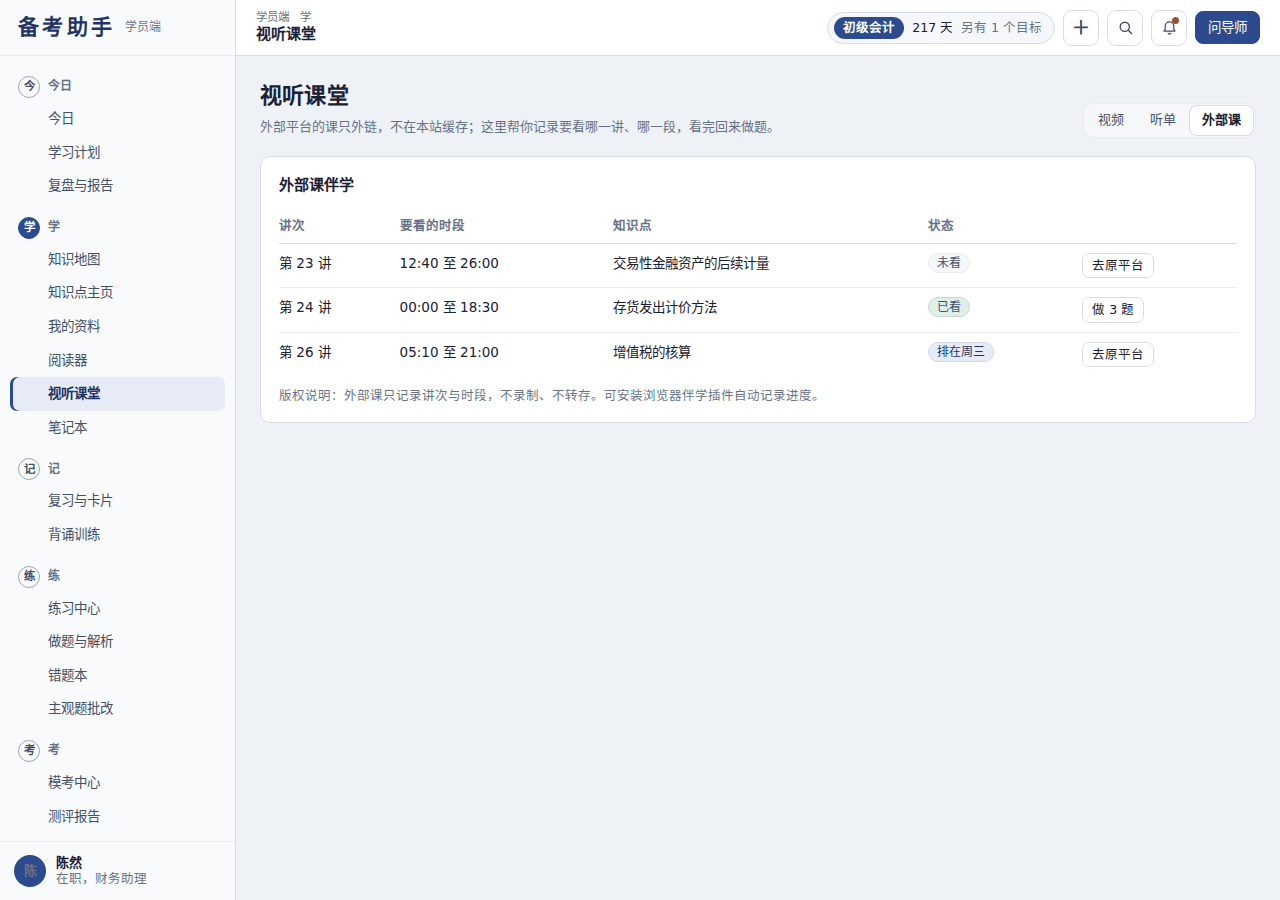 备考助手 学员端
今 今日
今日
学习计划
复盘与报告
学 学
知识地图
知识点主页
我的资料
阅读器
视听课堂
笔记本
记 记
复习与卡片
背诵训练
练 练
练习中心
做题与解析
错题本
主观题批改
考 考
模考中心
测评报告
陈 陈然
在职，财务助理
学员端 学
视听课堂
初级会计 217 天 另有 1 个目标
问导师
视听课堂
外部平台的课只外链，不在本站缓存；这里帮你记录要看哪一讲、哪一段，看完回来做题。
视频 听单 外部课
外部课伴学
讲次 要看的时段 知识点 状态
第 23 讲 12:40 至 26:00 交易性金融资产的后续计量 未看 去原平台
第 24 讲 00:00 至 18:30 存货发出计价方法 已看 做 3 题
第 26 讲 05:10 至 21:00 增值税的核算 排在周三 去原平台
版权说明：外部课只记录讲次与时段，不录制、不转存。可安装浏览器伴学插件自动记录进度。